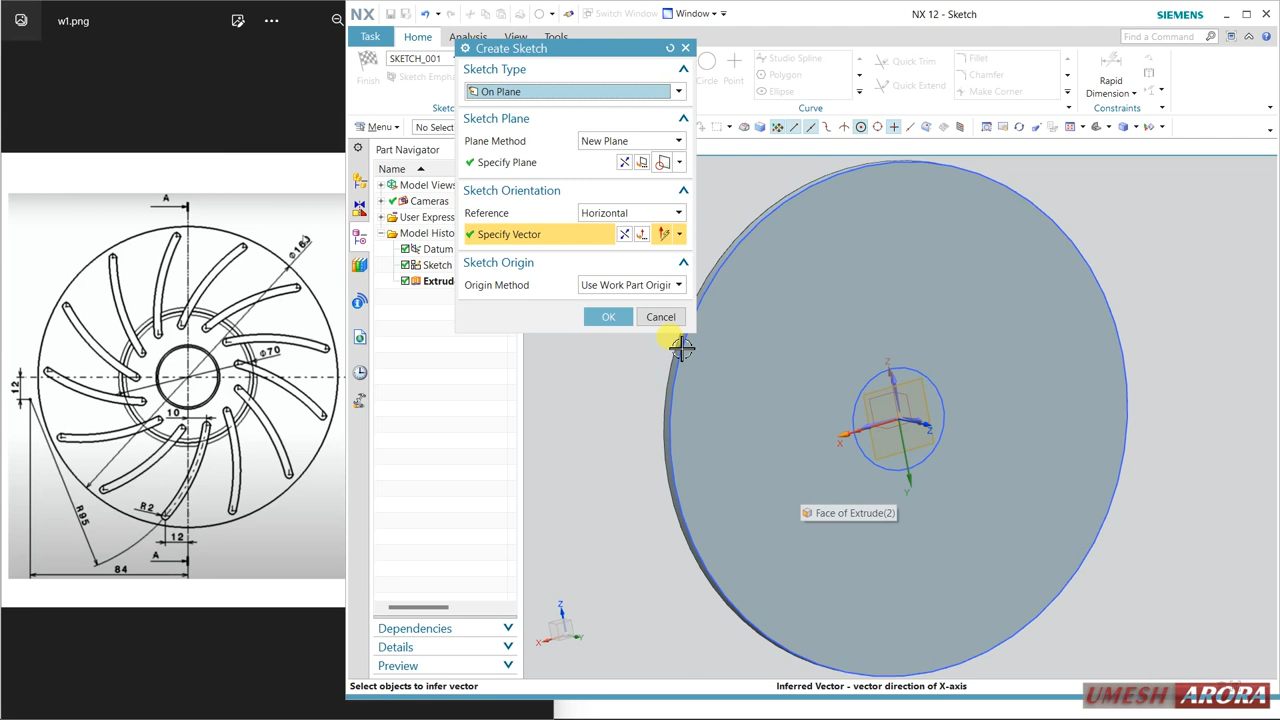 w1.png
NX
Switch Window
Window
NX 12 - Sketch
SIEMENS
Task
Home
Analysis
View
Tools
Find a Command
Finish
SKETCH_001
Create Sketch
Sketch Type
On Plane
Sketch Plane
Plane Method
New Plane
Specify Plane
Sketch Orientation
Reference
Horizontal
Specify Vector
Sketch Origin
Origin Method
Use Work Part Origin
OK
Cancel
Circle
Point
Studio Spline
Polygon
Ellipse
Quick Trim
Quick Extend
Fillet
Chamfer
Make Corner
Curve
Rapid
Dimension
Constraints
Menu
No Selec
Part Navigator
Name
Model Views
Cameras
User Express
Model Histo
Datum
Sketch
Extrude
Dependencies
Details
Preview
Face of Extrude(2)
Z
X
Z
Y
Z
X
Y
A
Φ70
12
10
R2
R95
12
A
84
Select objects to infer vector
Inferred Vector - vector direction of X-axis
UMESH ARORA